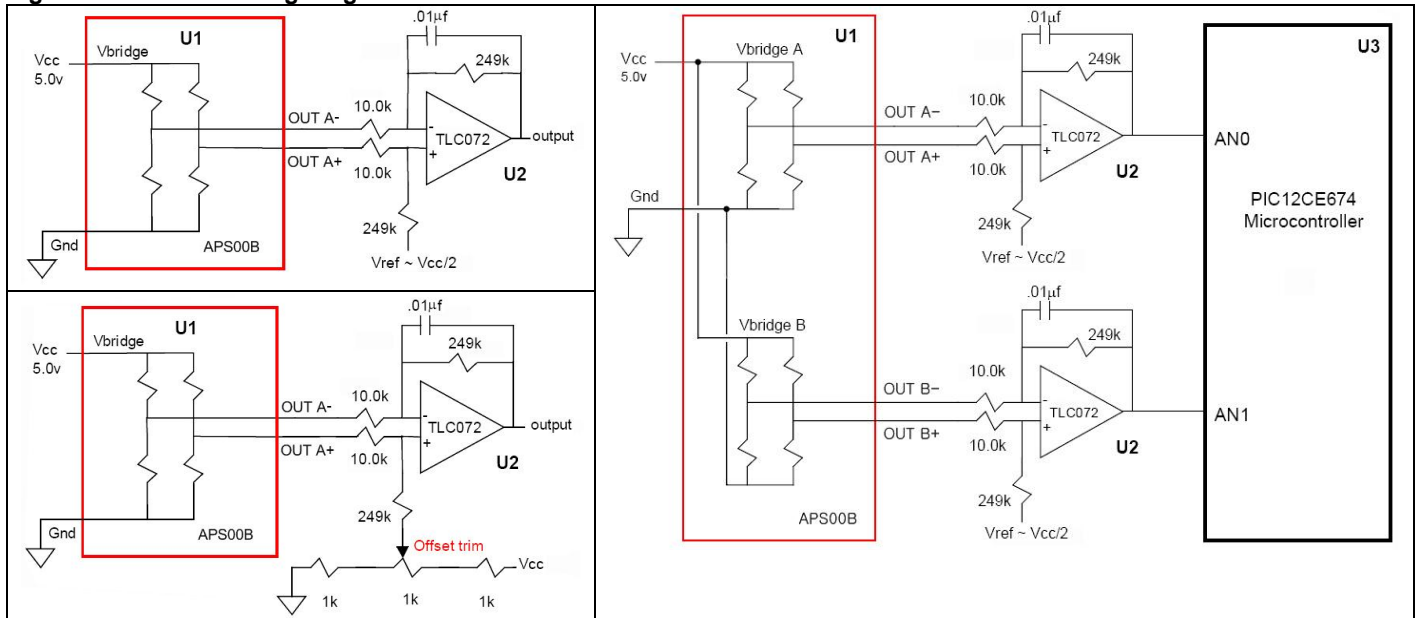 .01µf
U1
Vbridge
Vcc
5.0v
249k
10.0k
OUT A-
-
TLC072
output
+
OUT A+
10.0k
U2
249k
Gnd
APS00B
Vref ~ Vcc/2
.01µf
U1
Vbridge
Vcc
5.0v
249k
10.0k
OUT A-
-
TLC072
output
+
OUT A+
10.0k
U2
249k
Gnd
APS00B
Offset trim
Vcc
1k
1k
1k
.01µf
U1
U3
Vbridge A
Vcc
5.0v
249k
10.0k
OUT A−
-
TLC072
AN0
+
OUT A+
10.0k
U2
Gnd
249k
PIC12CE674
Microcontroller
Vref ~ Vcc/2
.01µf
Vbridge B
249k
10.0k
OUT B−
-
TLC072
AN1
+
OUT B+
10.0k
U2
249k
APS00B
Vref ~ Vcc/2